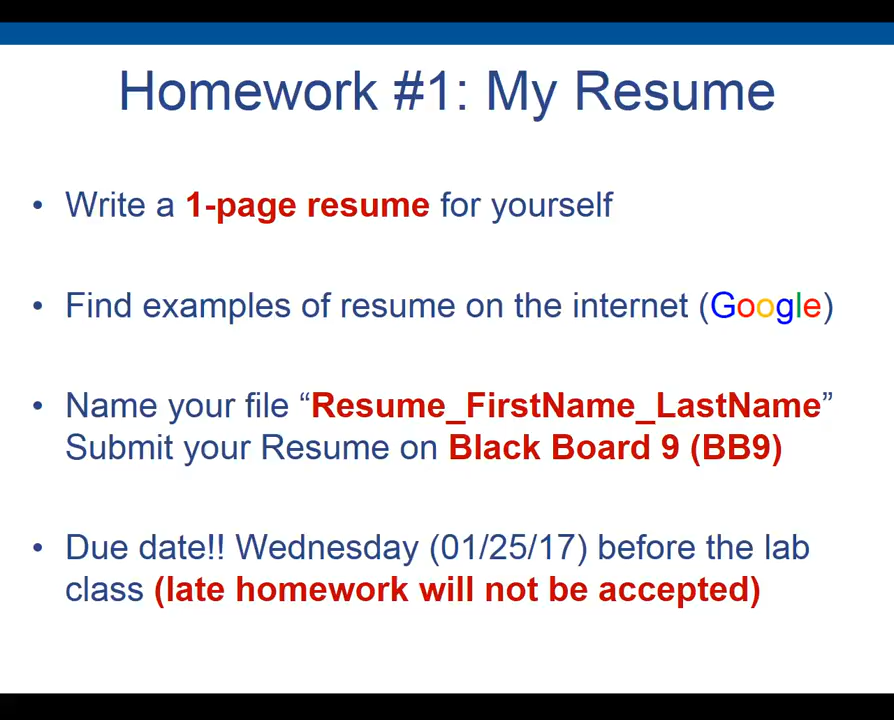 Homework #1: My Resume
• Write a 1-page resume for yourself
• Find examples of resume on the internet (Google)
• Name your file “Resume_FirstName_LastName”
Submit your Resume on Black Board 9 (BB9)
• Due date!! Wednesday (01/25/17) before the lab
class (late homework will not be accepted)